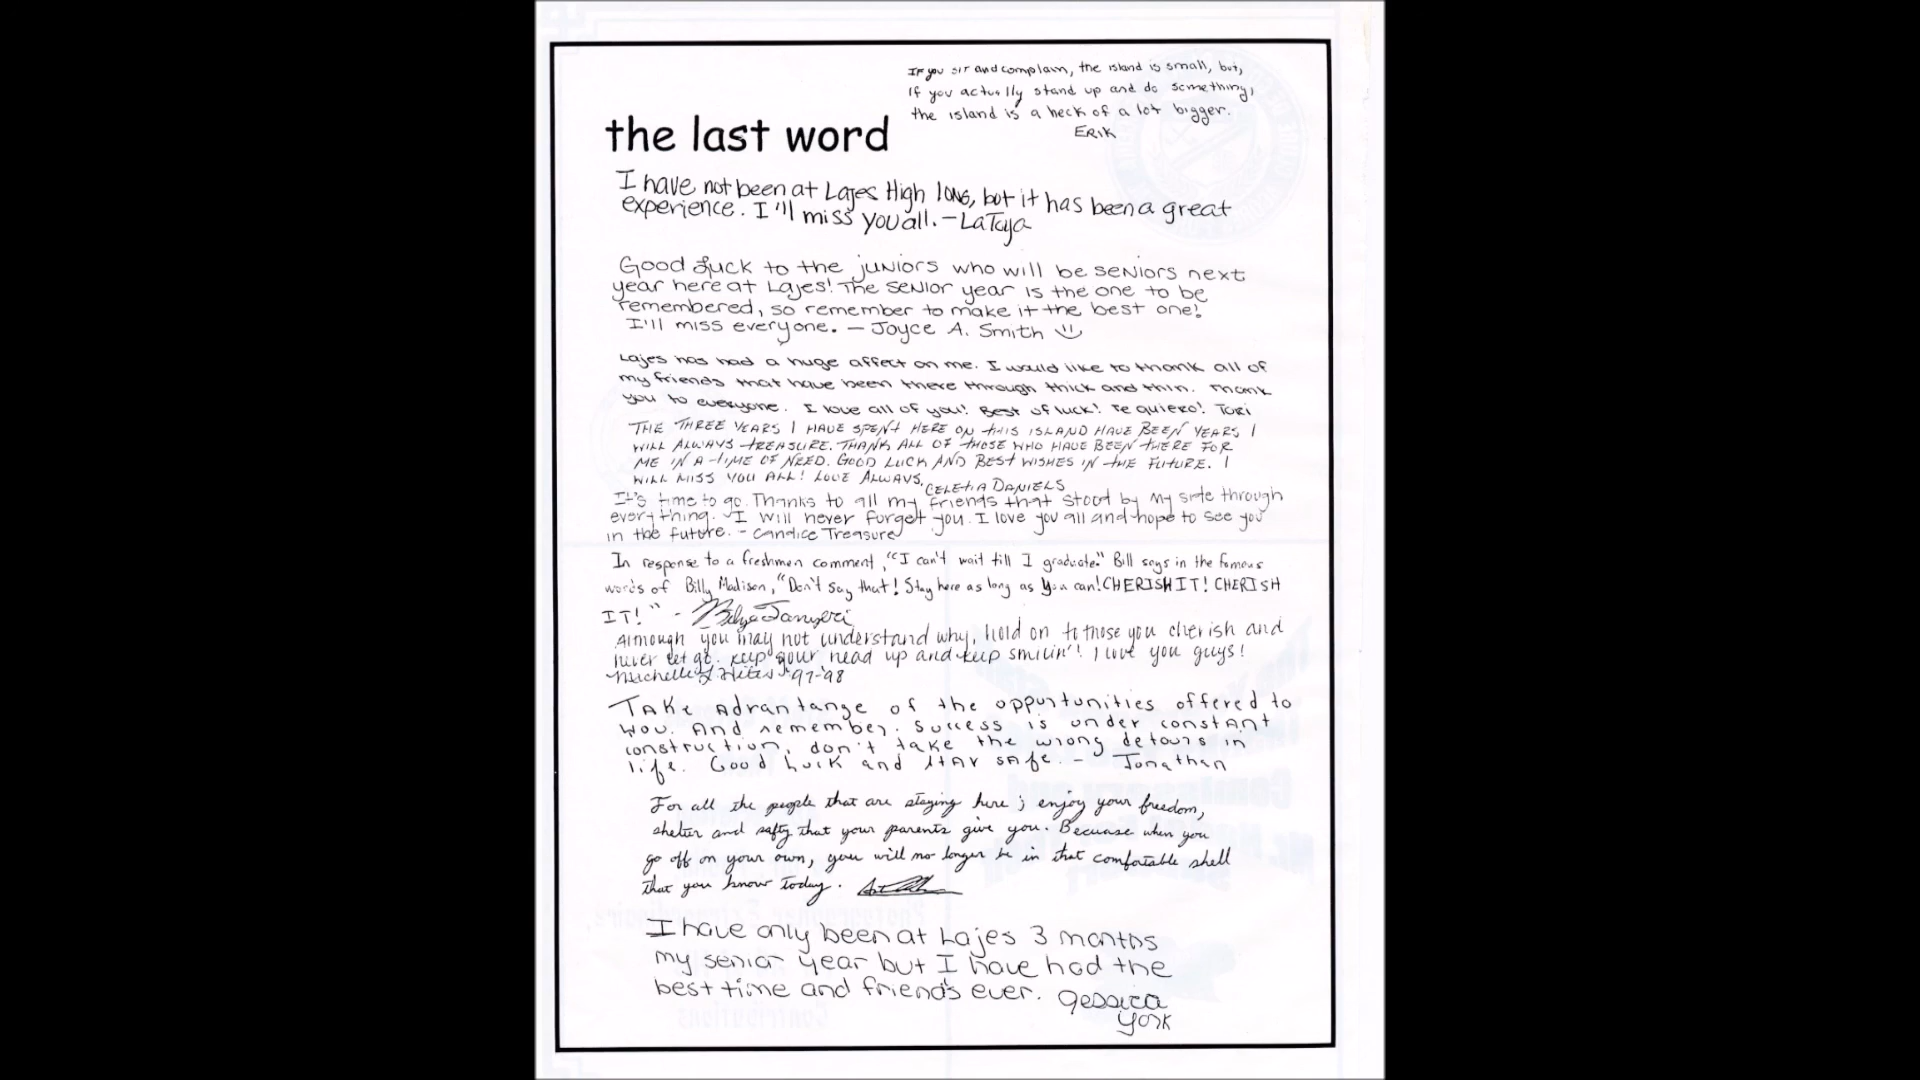 If you sit and complain, the island is small, but,
if you actually stand up and do something,
the island is a heck of a lot bigger.
ERIK
the last word
I have not been at Lajes High long, but it has been a great
experience. I'll miss you all. - LaToya
Good Luck to the juniors who will be seniors next
year here at Lajes! The senior year is the one to be
remembered, so remember to make it the best one!
I'll miss everyone. - Joyce A. Smith
Lajes has had a huge affect on me. I would like to thank all of
my friends that have been there through thick and thin. Thank
you to everyone. I love all of you! Best of luck! Te quiero! Tori
THE THREE YEARS I HAVE SPENT HERE ON THIS ISLAND HAVE BEEN YEARS I
WILL ALWAYS TREASURE. THANK ALL OF THOSE WHO HAVE BEEN THERE FOR
ME IN A TIME OF NEED. GOOD LUCK AND BEST WISHES IN THE FUTURE. I
WILL MISS YOU ALL! LOVE ALWAYS, CELETIA DANIELS
It's time to go. Thanks to all my friends that stood by my side through
everything. I will never forget you. I love you all and hope to see you
in the future. - Candice Treasure
In response to a freshmen comment, "I can't wait till I graduate." Bill says in the famous
words of Billy Madison, "Don't say that! Stay here as long as you can! CHERISH IT! CHERISH
IT!" -
Although you may not understand why, hold on to those you cherish and
never let go. Keep your head up and keep smilin'! I love you guys!
Michelle L. Hites '97-'98
Take advantange of the opportunities offered to
you. And remember. Success is under constant
construction, don't take the wrong detours in
life. Good luck and stay safe. - Jonathan
For all the people that are staying here; enjoy your freedom,
shelter and safty that your parents give you. Becuase when you
go off on your own, you will no longer be in that comfortable shell
that you know today.
I have only been at Lajes 3 months
my senior year but I have had the
best time and friends ever. Jessica
York